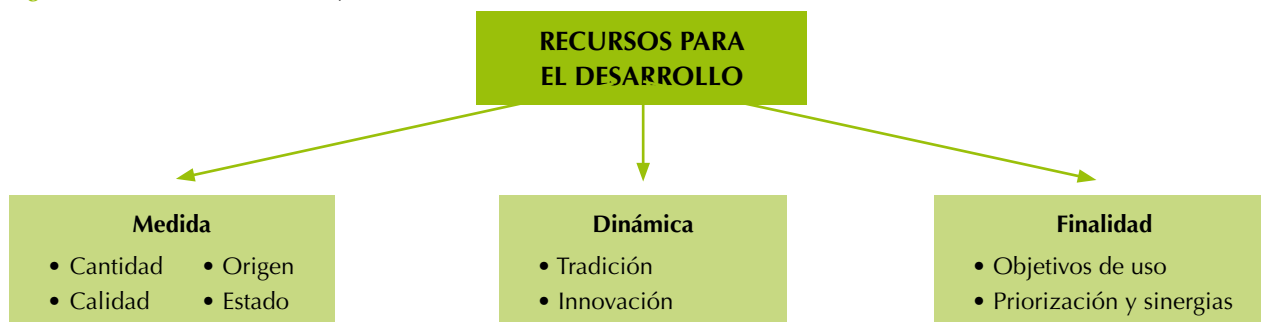 RECURSOS PARA
EL DESARROLLO
Medida
• Cantidad • Origen
• Calidad • Estado
Dinámica
• Tradición
• Innovación
Finalidad
• Objetivos de uso
• Priorización y sinergias